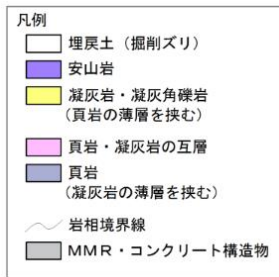 凡例
埋戻土（掘削ズリ）
安山岩
凝灰岩・凝灰角礫岩
（頁岩の薄層を挟む）
頁岩・凝灰岩の互層
頁岩
（凝灰岩の薄層を挟む）
岩相境界線
MMR・コンクリート構造物